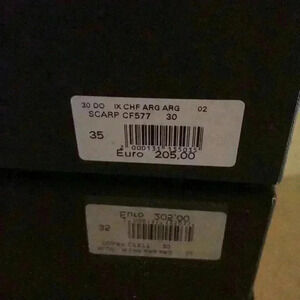 30 DO IX CHF ARG ARG 02
SCARP CF577 30
35
Euro 205,00